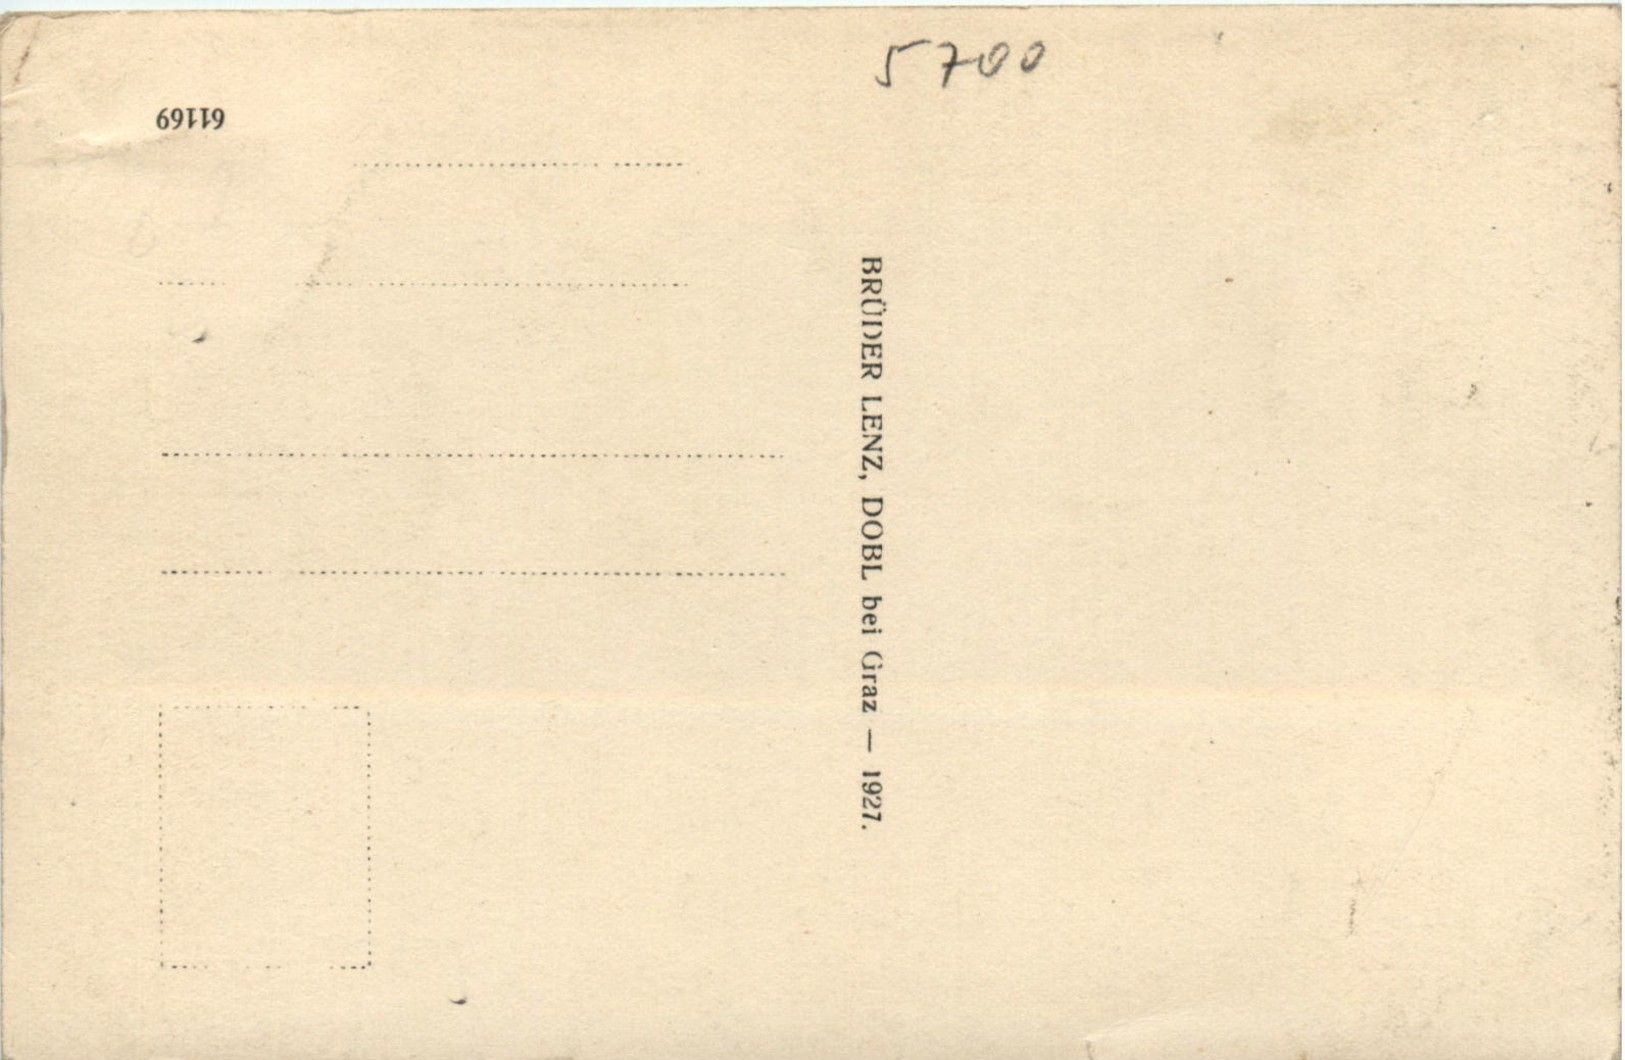 5700
61169
BRÜDER LENZ, DOBL bei Graz — 1927.